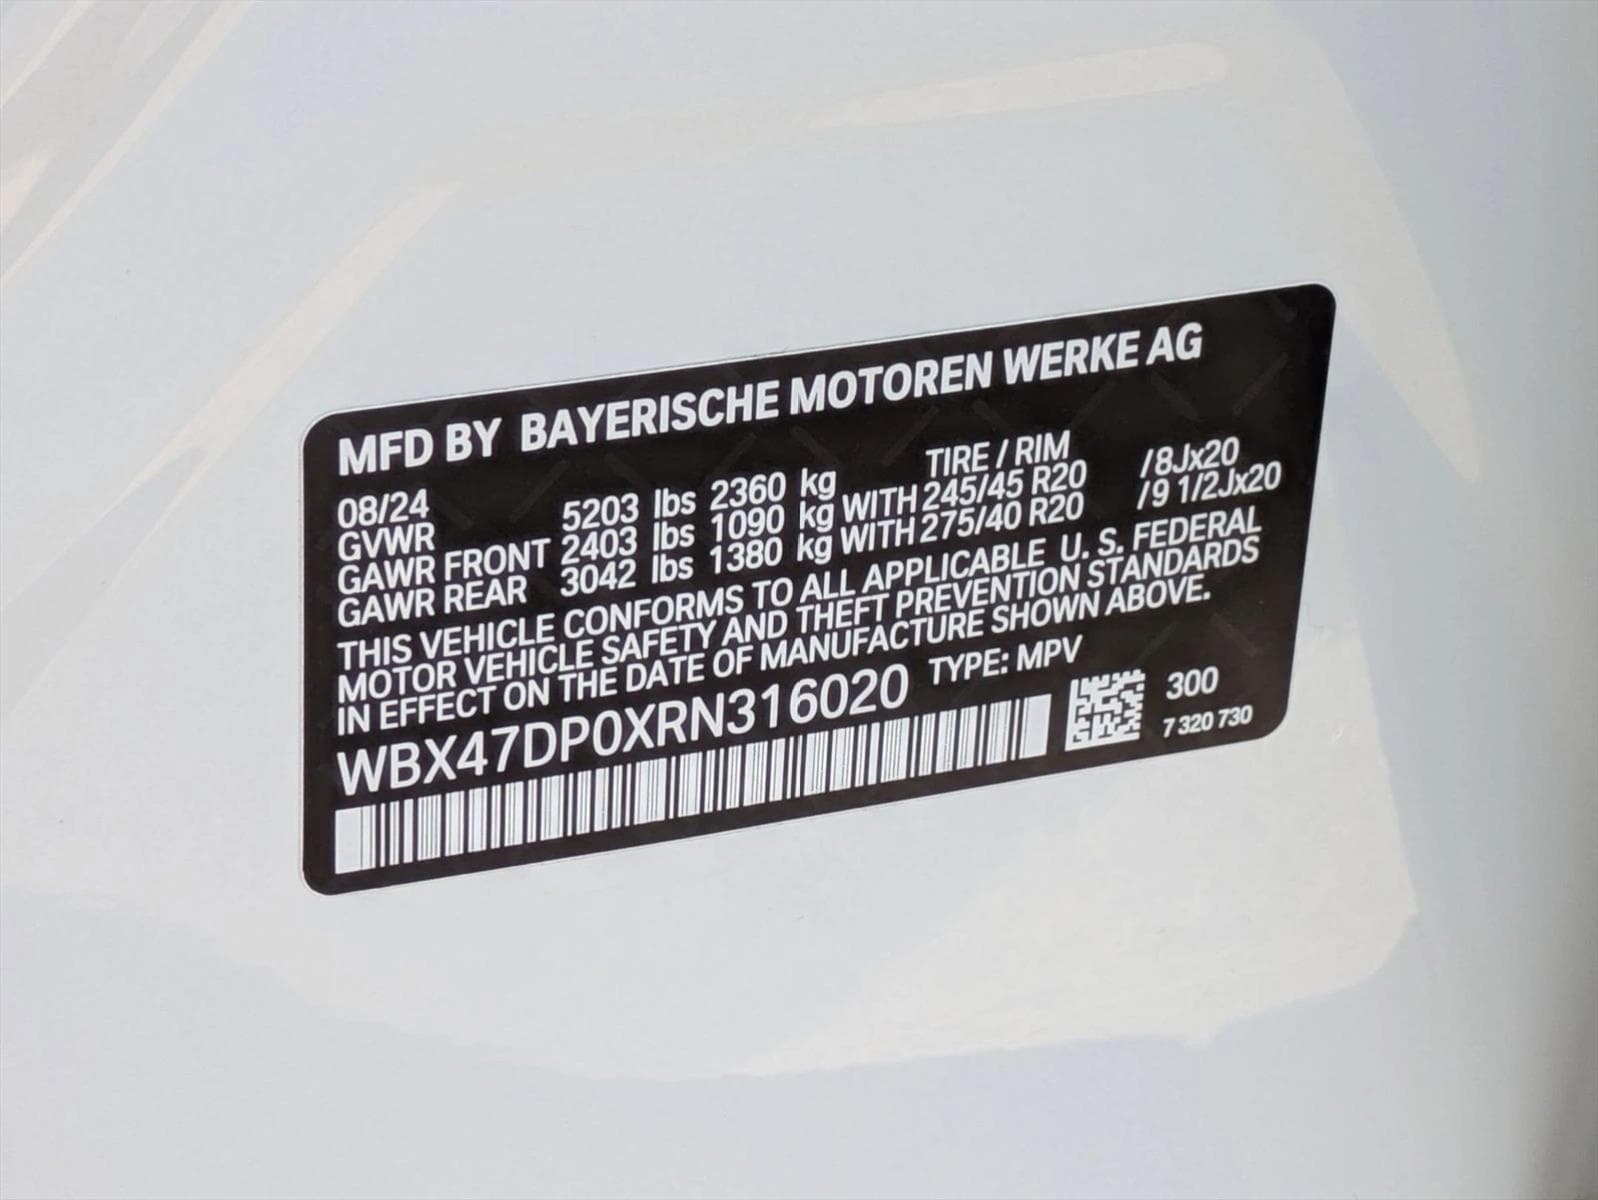 MFD BY BAYERISCHE MOTOREN WERKE AG
08/24 TIRE / RIM
GVWR 5203 lbs 2360 kg
GAWR FRONT 2403 lbs 1090 kg WITH 245/45 R20 /8Jx20
GAWR REAR 3042 lbs 1380 kg WITH 275/40 R20 /9 1/2Jx20
THIS VEHICLE CONFORMS TO ALL APPLICABLE U. S. FEDERAL
MOTOR VEHICLE SAFETY AND THEFT PREVENTION STANDARDS
IN EFFECT ON THE DATE OF MANUFACTURE SHOWN ABOVE.
WBX47DP0XRN316020 TYPE: MPV
300
7 320 730